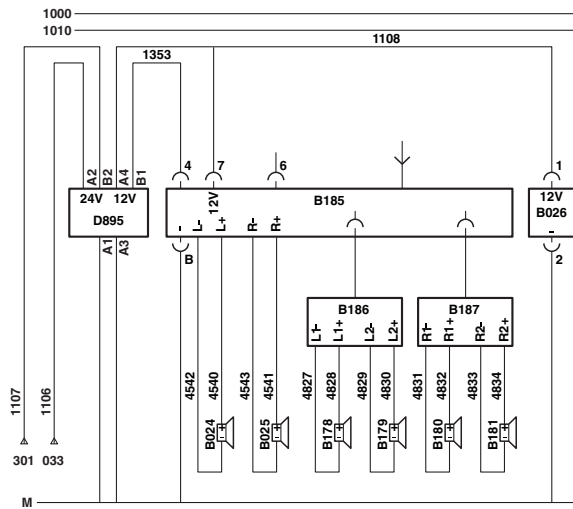 1000
1010
1108
1353
A2
B2
A4
B1
4
7
6
1
24V 12V
D895
12V
B185
12V
B026
-
L-
L+
R-
R+
-
A1
A3
B
2
B186
B187
L1-
L1+
L2-
L2+
R1-
R1+
R2-
R2+
1107
1106
4542
4540
4543
4541
4827
4828
4829
4830
4831
4832
4833
4834
B024
B025
B178
B179
B180
B181
301 033
M